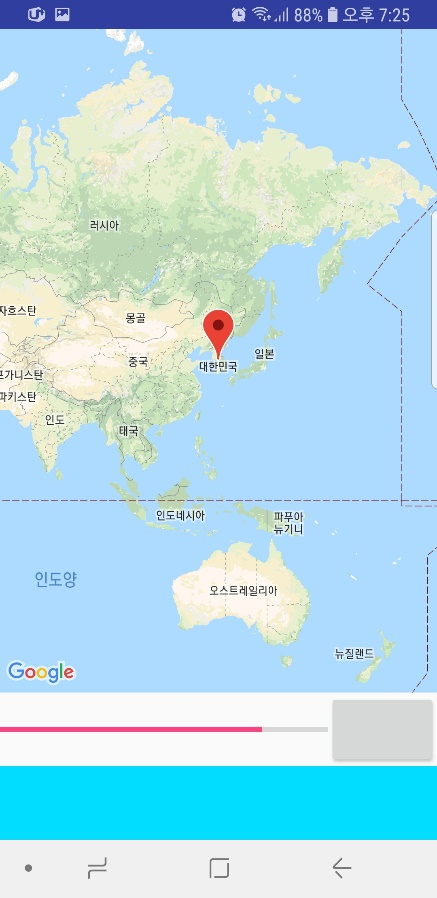 88% 오후 7:25
러시아
자흐스탄
몽골
중국
대한민국
일본
프가니스탄
파키스탄
인도
태국
인도네시아
파푸아
뉴기니
인도양
오스트레일리아
뉴질랜드
Google